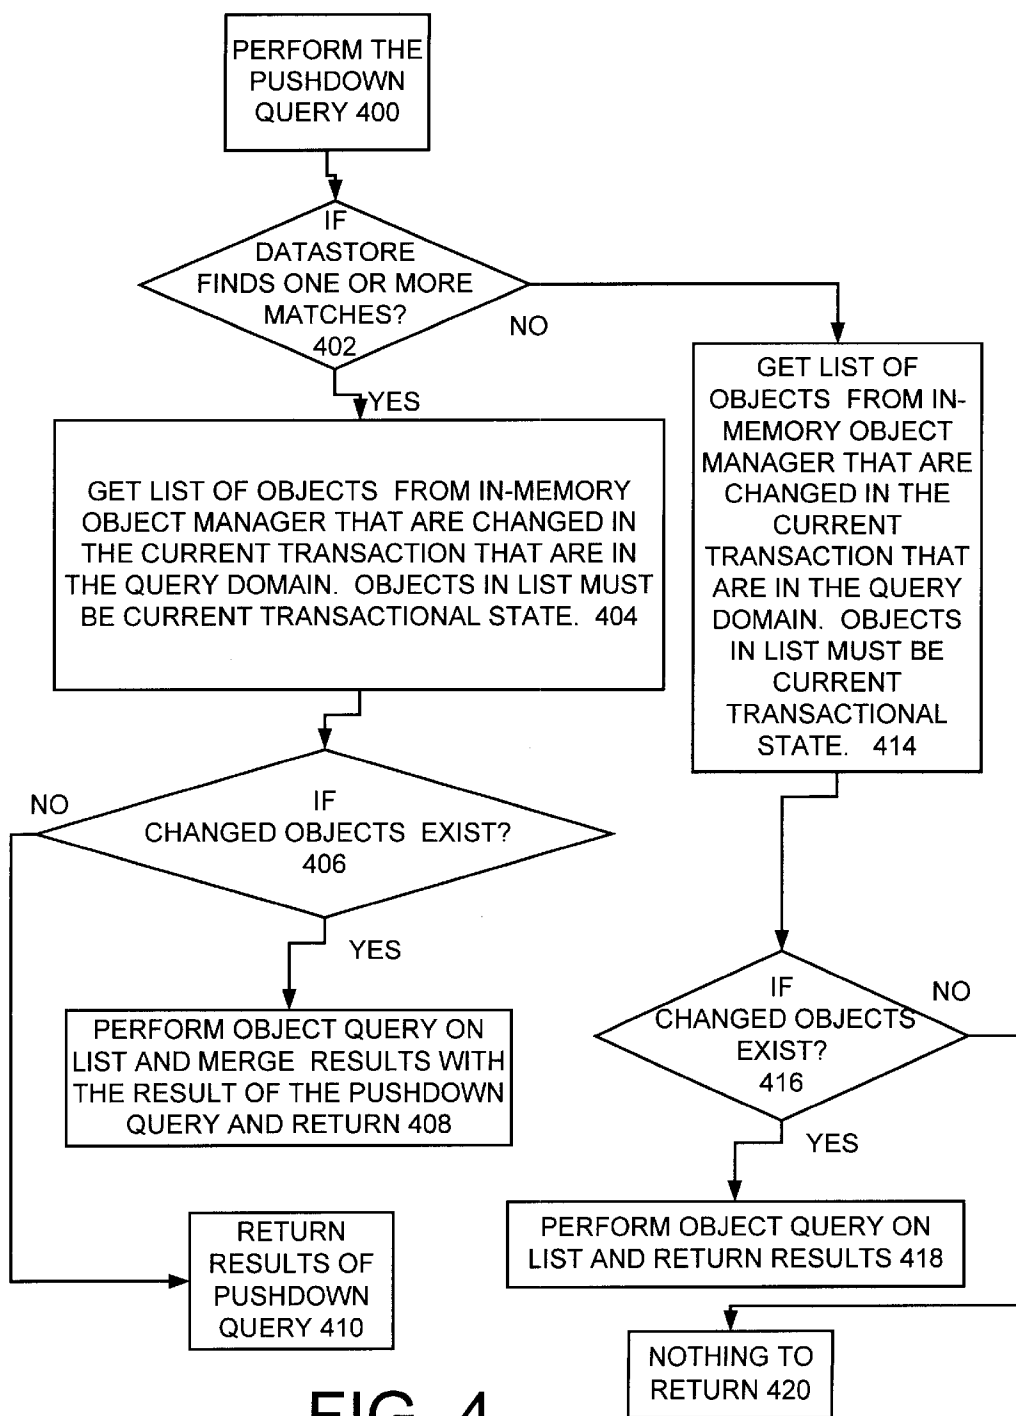 PERFORM THE
PUSHDOWN
QUERY 400
IF
DATASTORE
FINDS ONE OR MORE
MATCHES?
402
NO
YES
GET LIST OF OBJECTS FROM IN-MEMORY
OBJECT MANAGER THAT ARE CHANGED IN
THE CURRENT TRANSACTION THAT ARE IN
THE QUERY DOMAIN. OBJECTS IN LIST MUST
BE CURRENT TRANSACTIONAL STATE. 404
GET LIST OF
OBJECTS FROM IN-
MEMORY OBJECT
MANAGER THAT ARE
CHANGED IN THE
CURRENT
TRANSACTION THAT
ARE IN THE QUERY
DOMAIN. OBJECTS
IN LIST MUST BE
CURRENT
TRANSACTIONAL
STATE. 414
NO
IF
CHANGED OBJECTS EXIST?
406
YES
PERFORM OBJECT QUERY ON
LIST AND MERGE RESULTS WITH
THE RESULT OF THE PUSHDOWN
QUERY AND RETURN 408
IF
CHANGED OBJECTS
EXIST?
416
NO
YES
PERFORM OBJECT QUERY ON
LIST AND RETURN RESULTS 418
RETURN
RESULTS OF
PUSHDOWN
QUERY 410
NOTHING TO
RETURN 420
FIG. 4